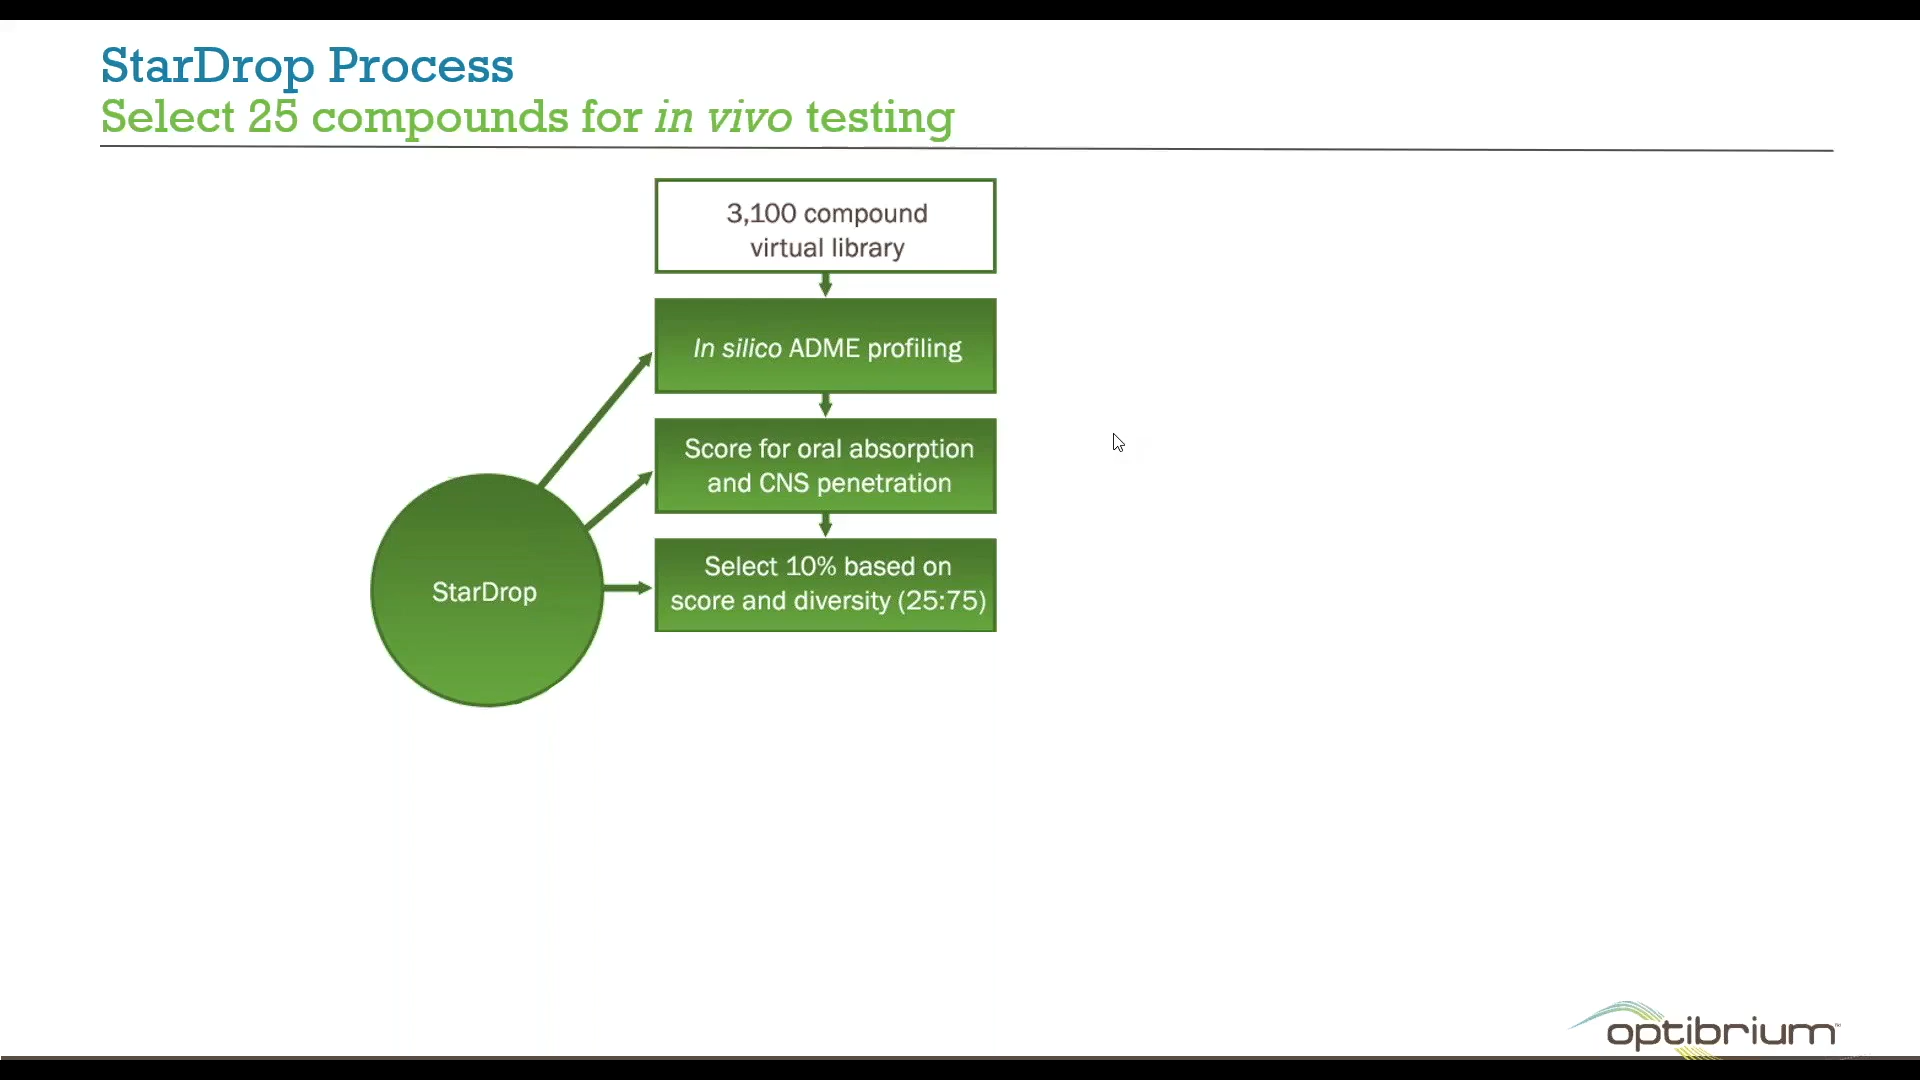 StarDrop Process
Select 25 compounds for in vivo testing
3,100 compound
virtual library
In silico ADME profiling
Score for oral absorption
and CNS penetration
Select 10% based on
score and diversity (25:75)
StarDrop
optibrium™